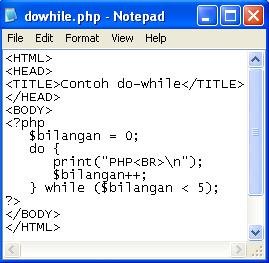 dowhile.php - Notepad
File Edit Format View Help
<HTML>
<HEAD>
<TITLE>Contoh do-while</TITLE>
</HEAD>
<BODY>
<?php
   $bilangan = 0;
   do {
      print("PHP<BR>\n");
      $bilangan++;
   } while ($bilangan < 5);
?>
</BODY>
</HTML>